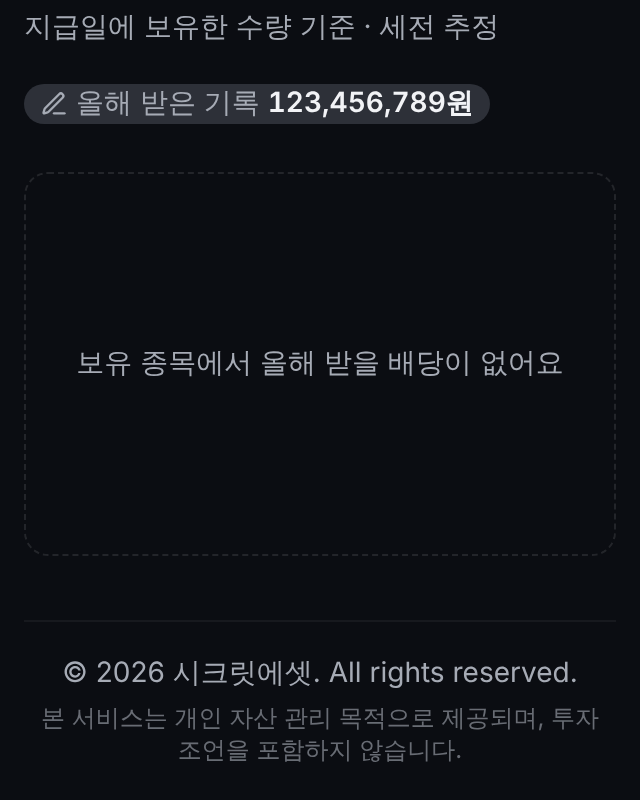 지급일에 보유한 수량 기준 · 세전 추정
올해 받은 기록 123,456,789원
보유 종목에서 올해 받을 배당이 없어요
© 2026 시크릿에셋. All rights reserved.
본 서비스는 개인 자산 관리 목적으로 제공되며, 투자
조언을 포함하지 않습니다.